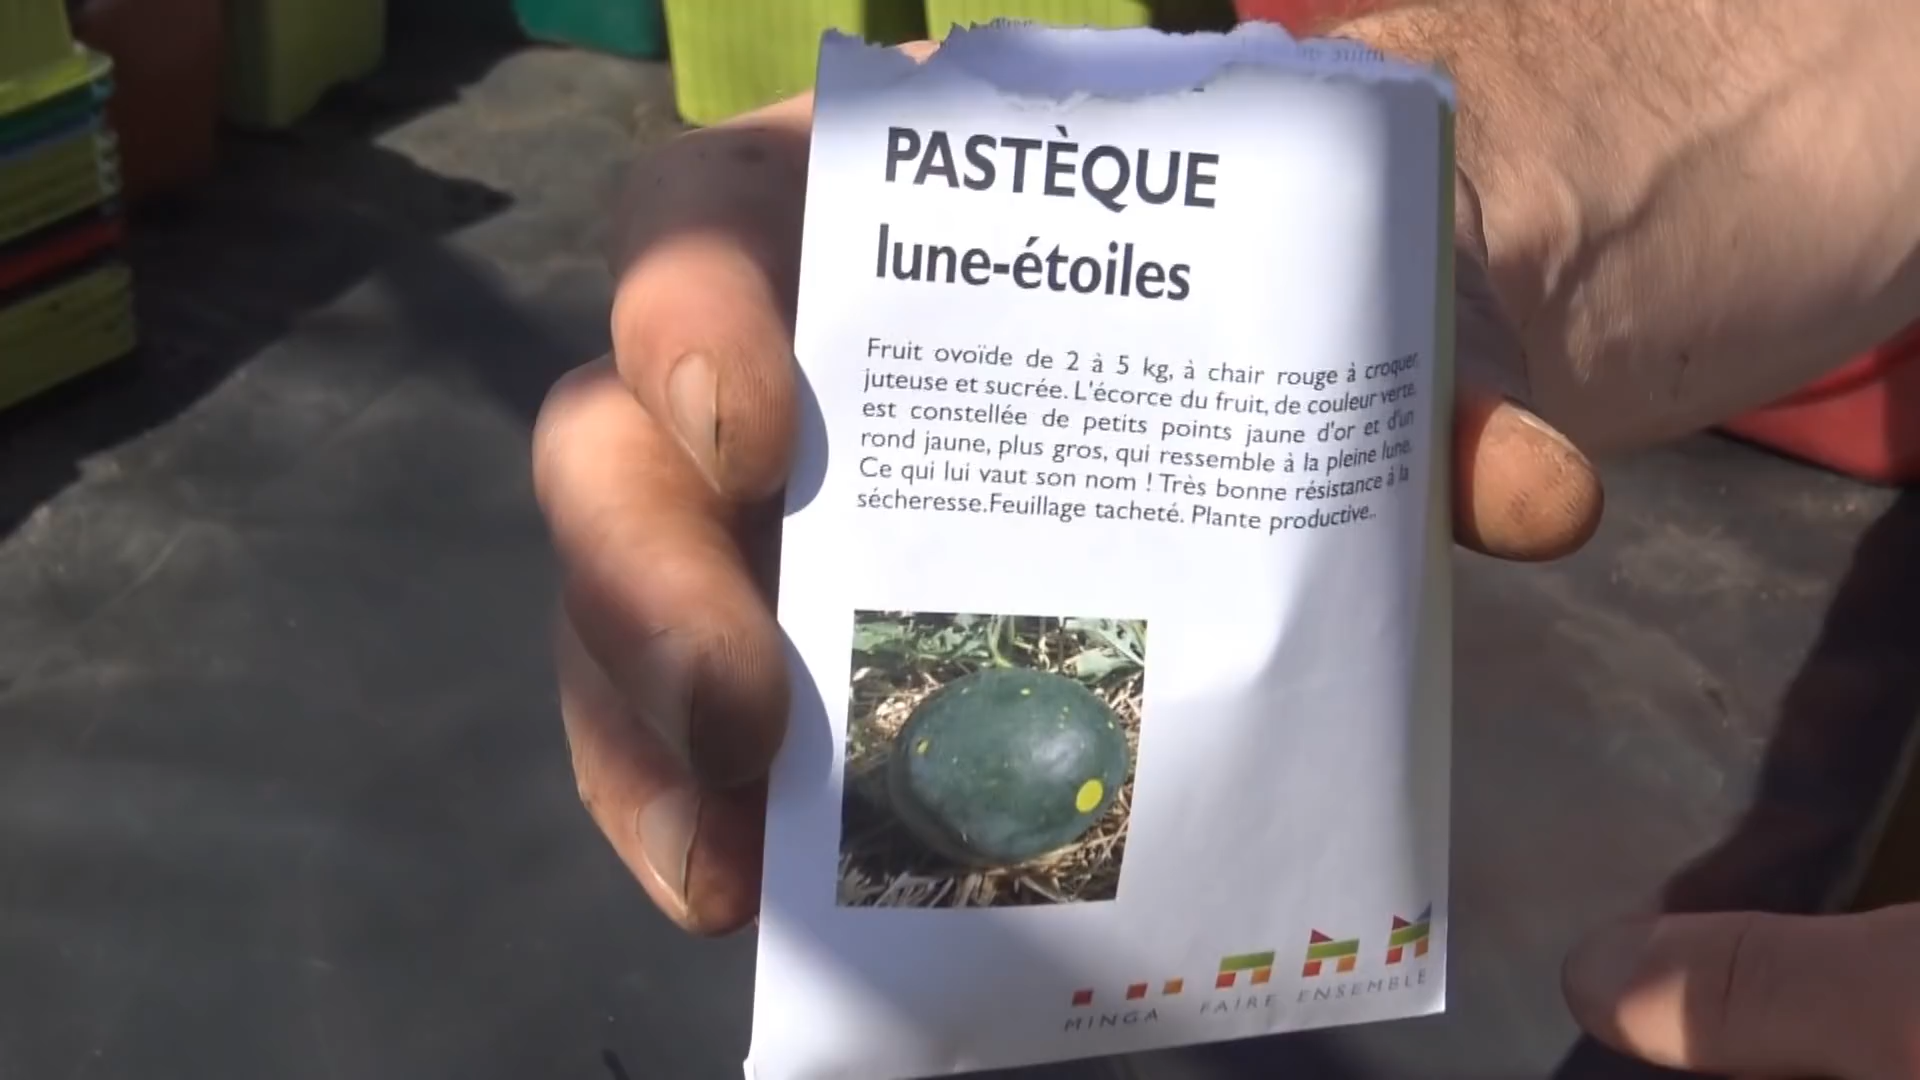 PASTÈQUE
lune-étoiles
Fruit ovoïde de 2 à 5 kg, à chair rouge à croquer,
juteuse et sucrée. L'écorce du fruit, de couleur verte,
est constellée de petits points jaune d'or et d'un
rond jaune, plus gros, qui ressemble à la pleine lune.
Ce qui lui vaut son nom ! Très bonne résistance à la
sécheresse.Feuillage tacheté. Plante productive..
MINGA FAIRE ENSEMBLE